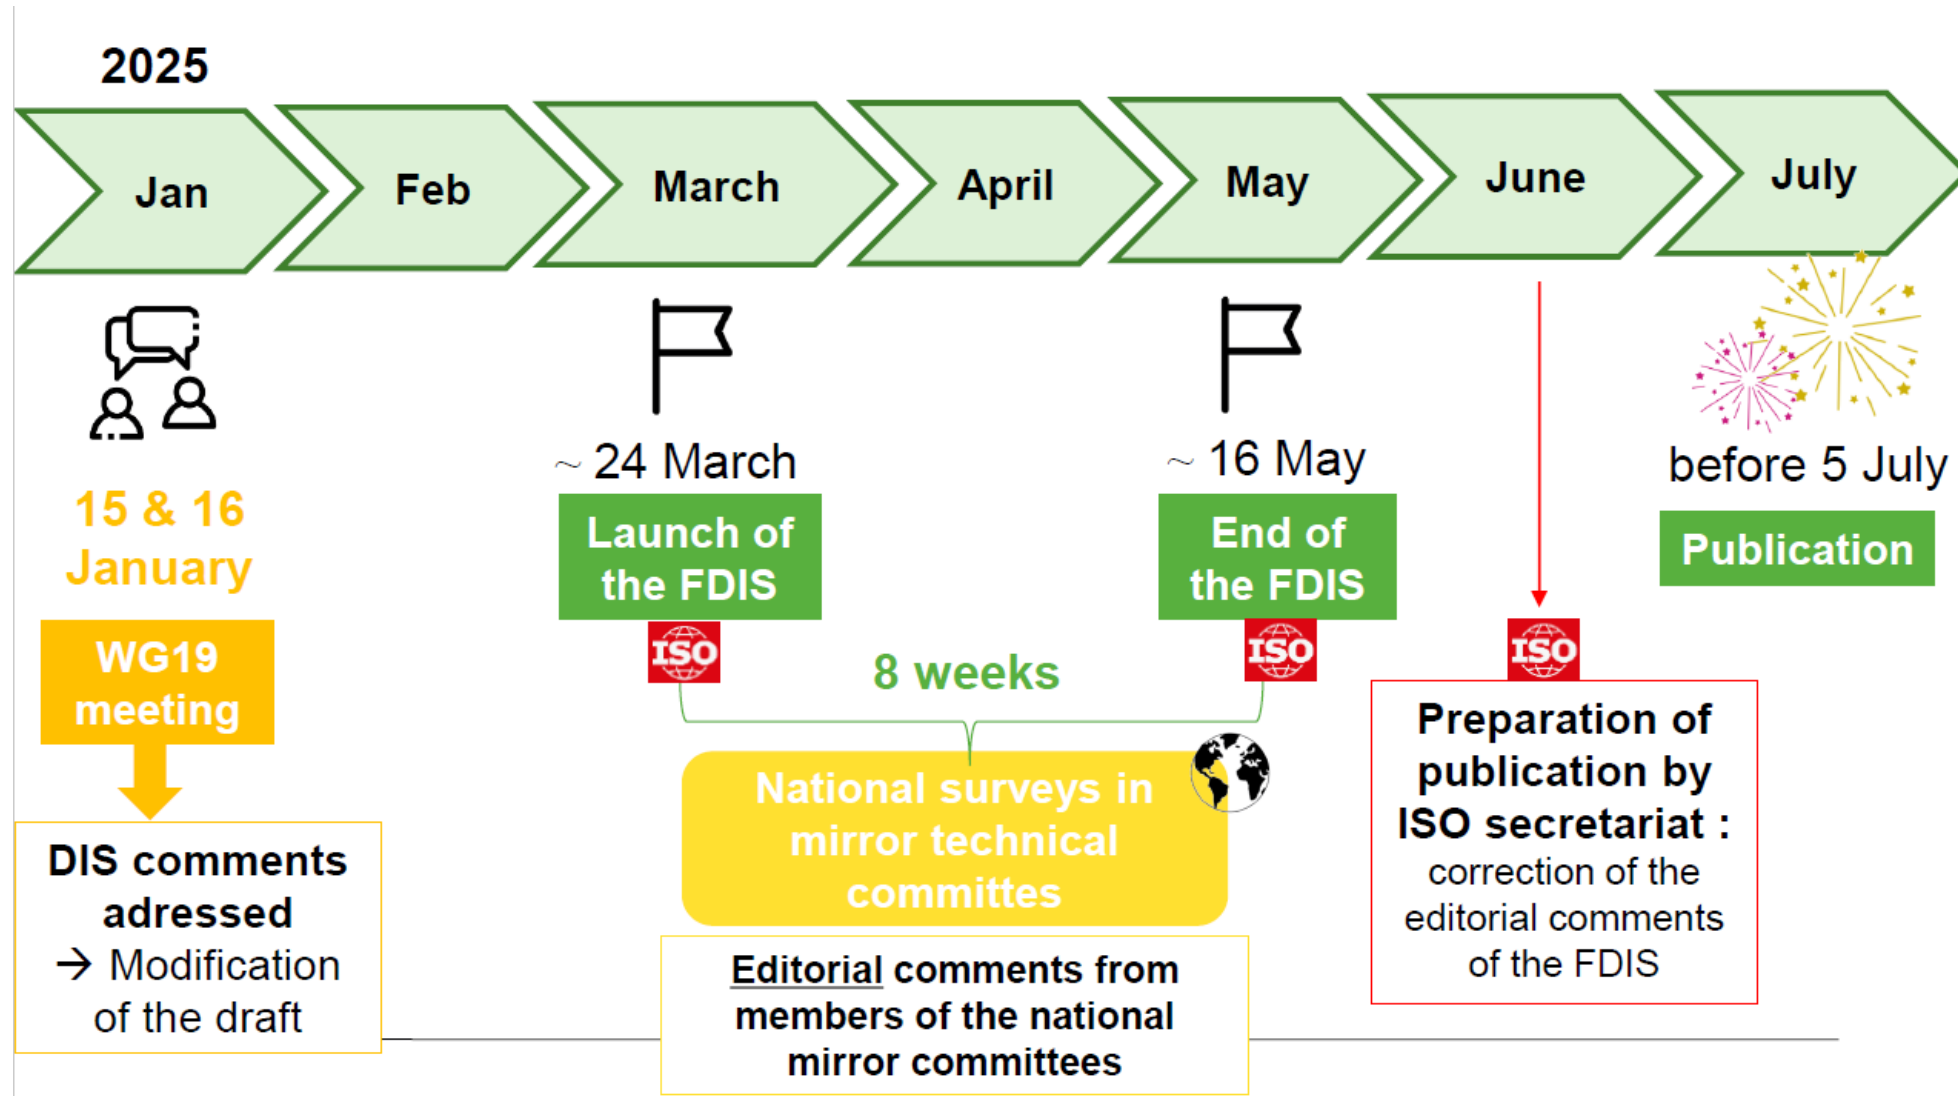 2025
Jan
Feb
March
April
May
June
July
15 & 16
January
WG19
meeting
DIS comments
adressed
→ Modification
of the draft
~ 24 March
Launch of
the FDIS
ISO
8 weeks
~ 16 May
End of
the FDIS
ISO
National surveys in
mirror technical
committes
Editorial comments from
members of the national
mirror committees
ISO
Preparation of
publication by
ISO secretariat :
correction of the
editorial comments
of the FDIS
before 5 July
Publication